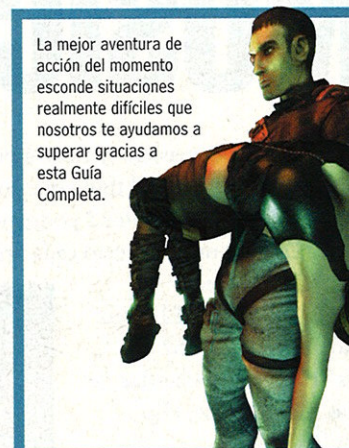 La mejor aventura de
acción del momento
esconde situaciones
realmente difíciles que
nosotros te ayudamos a
superar gracias a
esta Guía
Completa.